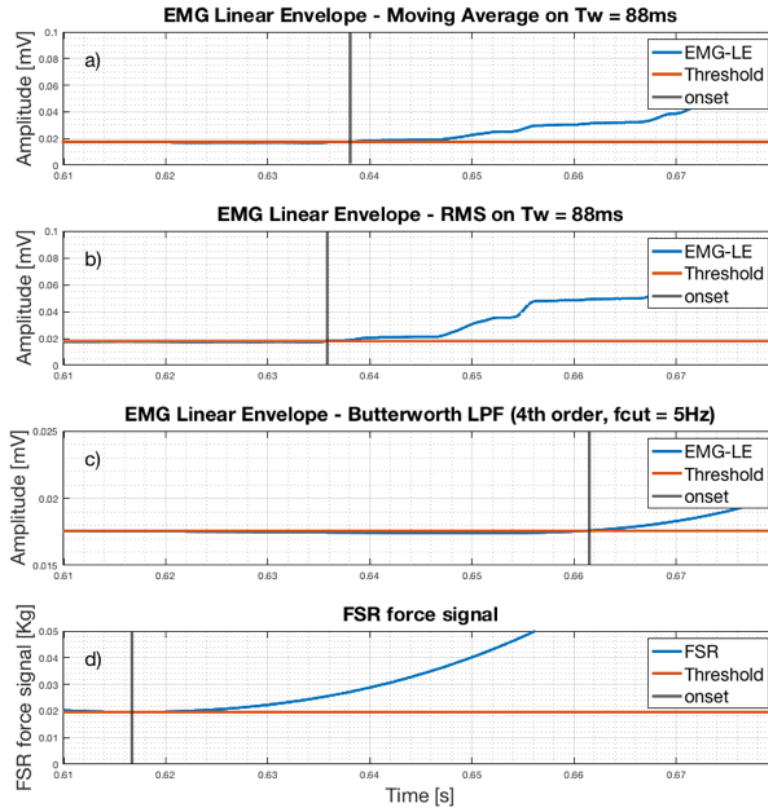 EMG Linear Envelope - Moving Average on Tw = 88ms
a)
Amplitude [mV]
0.1
0.08
0.06
0.04
0.02
0
EMG-LE
Threshold
onset
0.61 0.62 0.63 0.64 0.65 0.66 0.67
EMG Linear Envelope - RMS on Tw = 88ms
b)
Amplitude [mV]
0.1
0.08
0.06
0.04
0.02
0
EMG-LE
Threshold
onset
0.61 0.62 0.63 0.64 0.65 0.66 0.67
EMG Linear Envelope - Butterworth LPF (4th order, fcut = 5Hz)
c)
Amplitude [mV]
0.025
0.02
0.015
EMG-LE
Threshold
onset
0.61 0.62 0.63 0.64 0.65 0.66 0.67
FSR force signal
d)
FSR force signal [Kg]
0.05
0.04
0.03
0.02
0.01
0
FSR
Threshold
onset
0.61 0.62 0.63 0.64 0.65 0.66 0.67
Time [s]